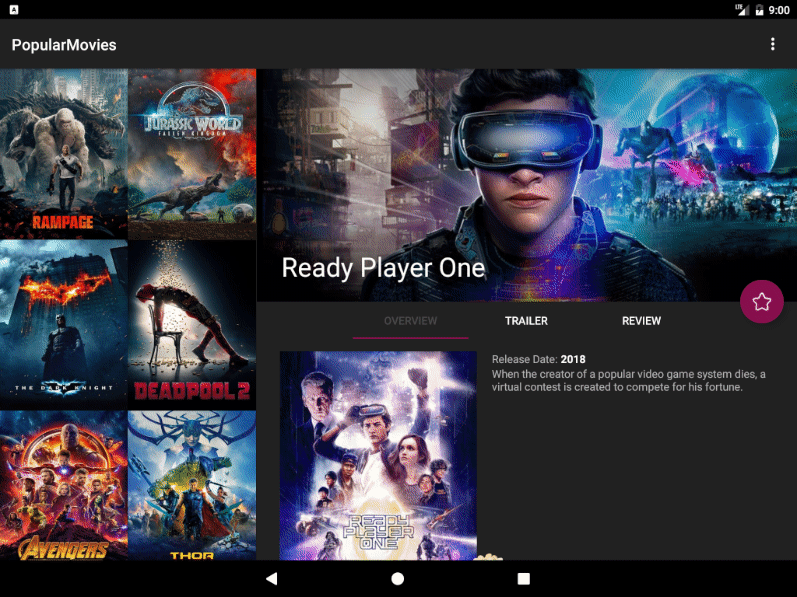 A
LTE
9:00
PopularMovies
RAMPAGE
JURASSIC WORLD
FALLEN KINGDOM
THE DARK KNIGHT
DEADPOOL 2
AVENGERS
THOR
Ready Player One
OVERVIEW
TRAILER
REVIEW
Release Date: 2018
When the creator of a popular video game system dies, a
virtual contest is created to compete for his fortune.
READY
PLAYER
ONE